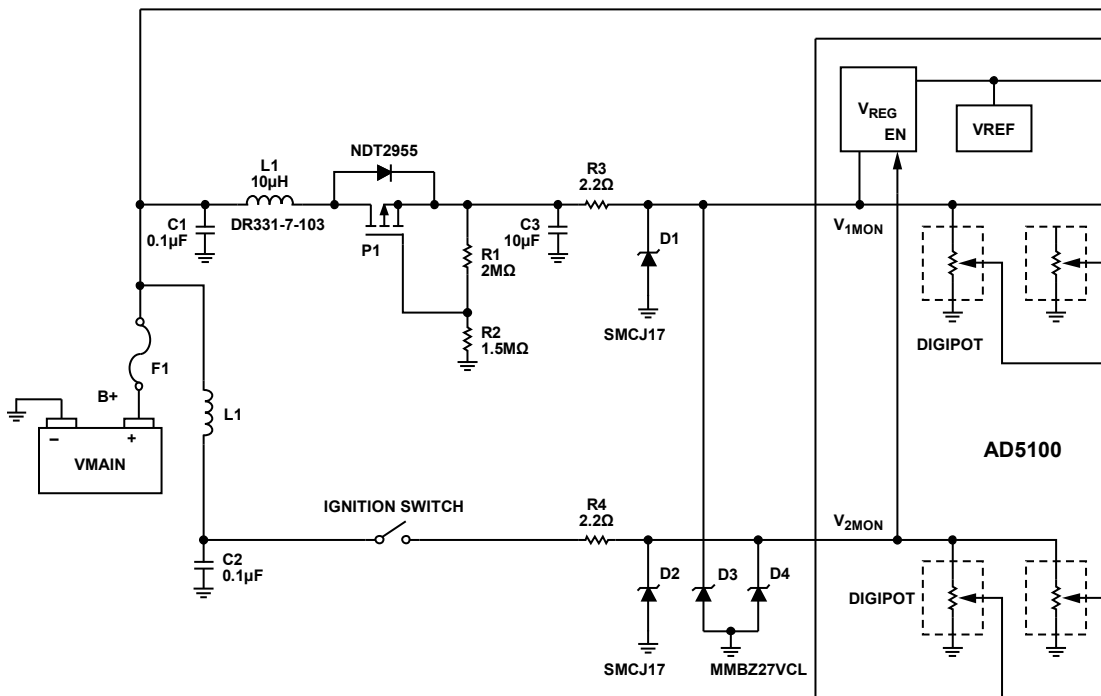 VREG
EN
VREF
NDT2955
L1
10µH
DR331-7-103
C1
0.1µF
P1
R1
2MΩ
R2
1.5MΩ
C3
10µF
R3
2.2Ω
D1
SMCJ17
V1MON
DIGIPOT
F1
B+
– +
VMAIN
L1
AD5100
IGNITION SWITCH
C2
0.1µF
R4
2.2Ω
V2MON
D2
D3
D4
SMCJ17
MMBZ27VCL
DIGIPOT